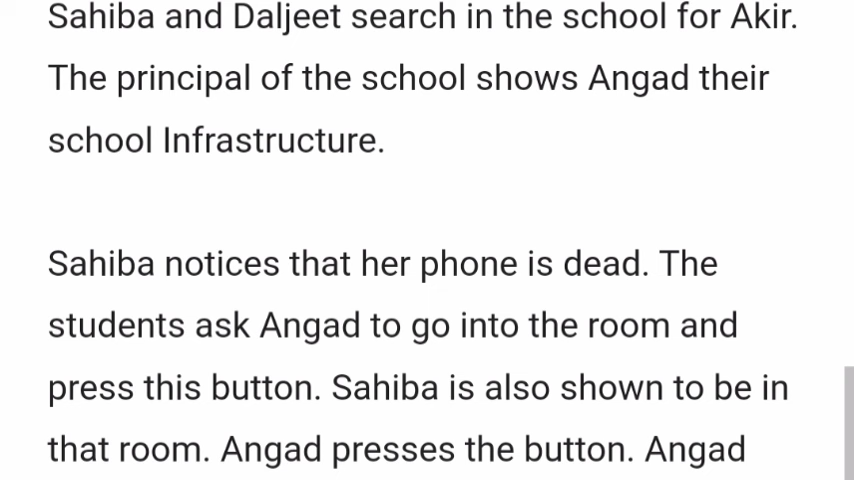 Sahiba and Daljeet search in the school for Akir.
The principal of the school shows Angad their
school Infrastructure.
Sahiba notices that her phone is dead. The
students ask Angad to go into the room and
press this button. Sahiba is also shown to be in
that room. Angad presses the button. Angad